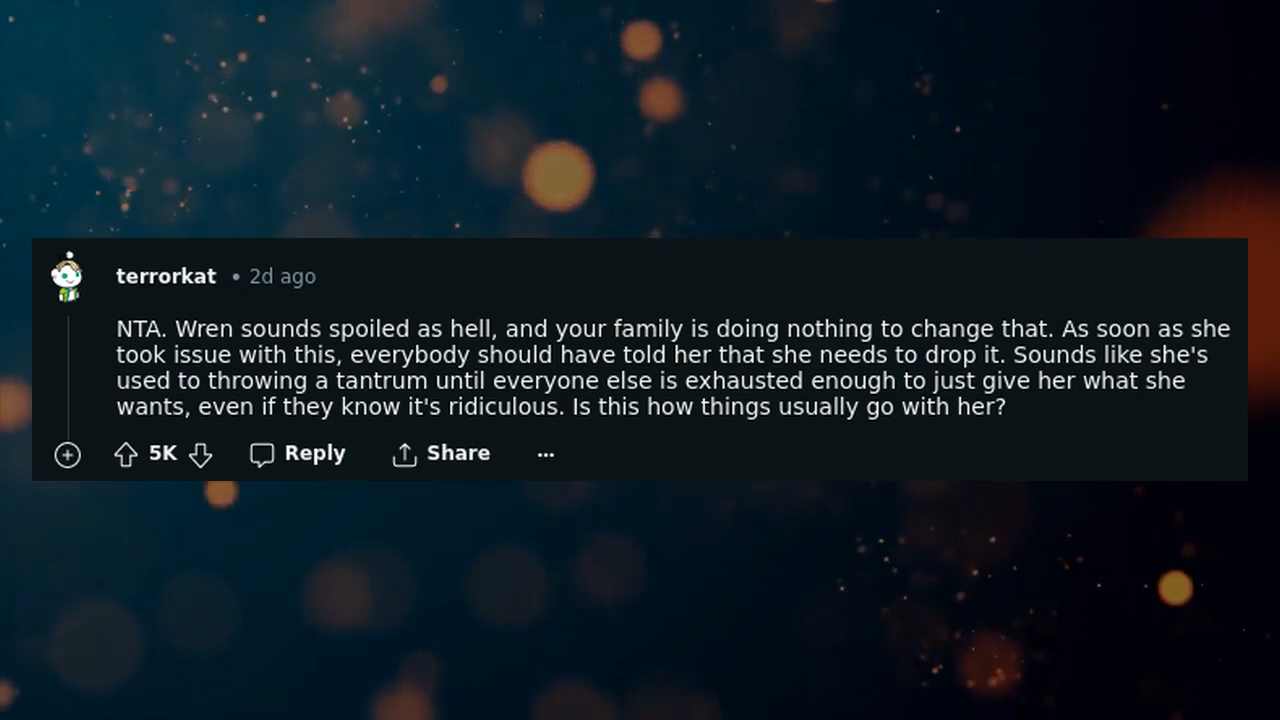 terrorkat • 2d ago
NTA. Wren sounds spoiled as hell, and your family is doing nothing to change that. As soon as she
took issue with this, everybody should have told her that she needs to drop it. Sounds like she's
used to throwing a tantrum until everyone else is exhausted enough to just give her what she
wants, even if they know it's ridiculous. Is this how things usually go with her?
5K Reply Share ...